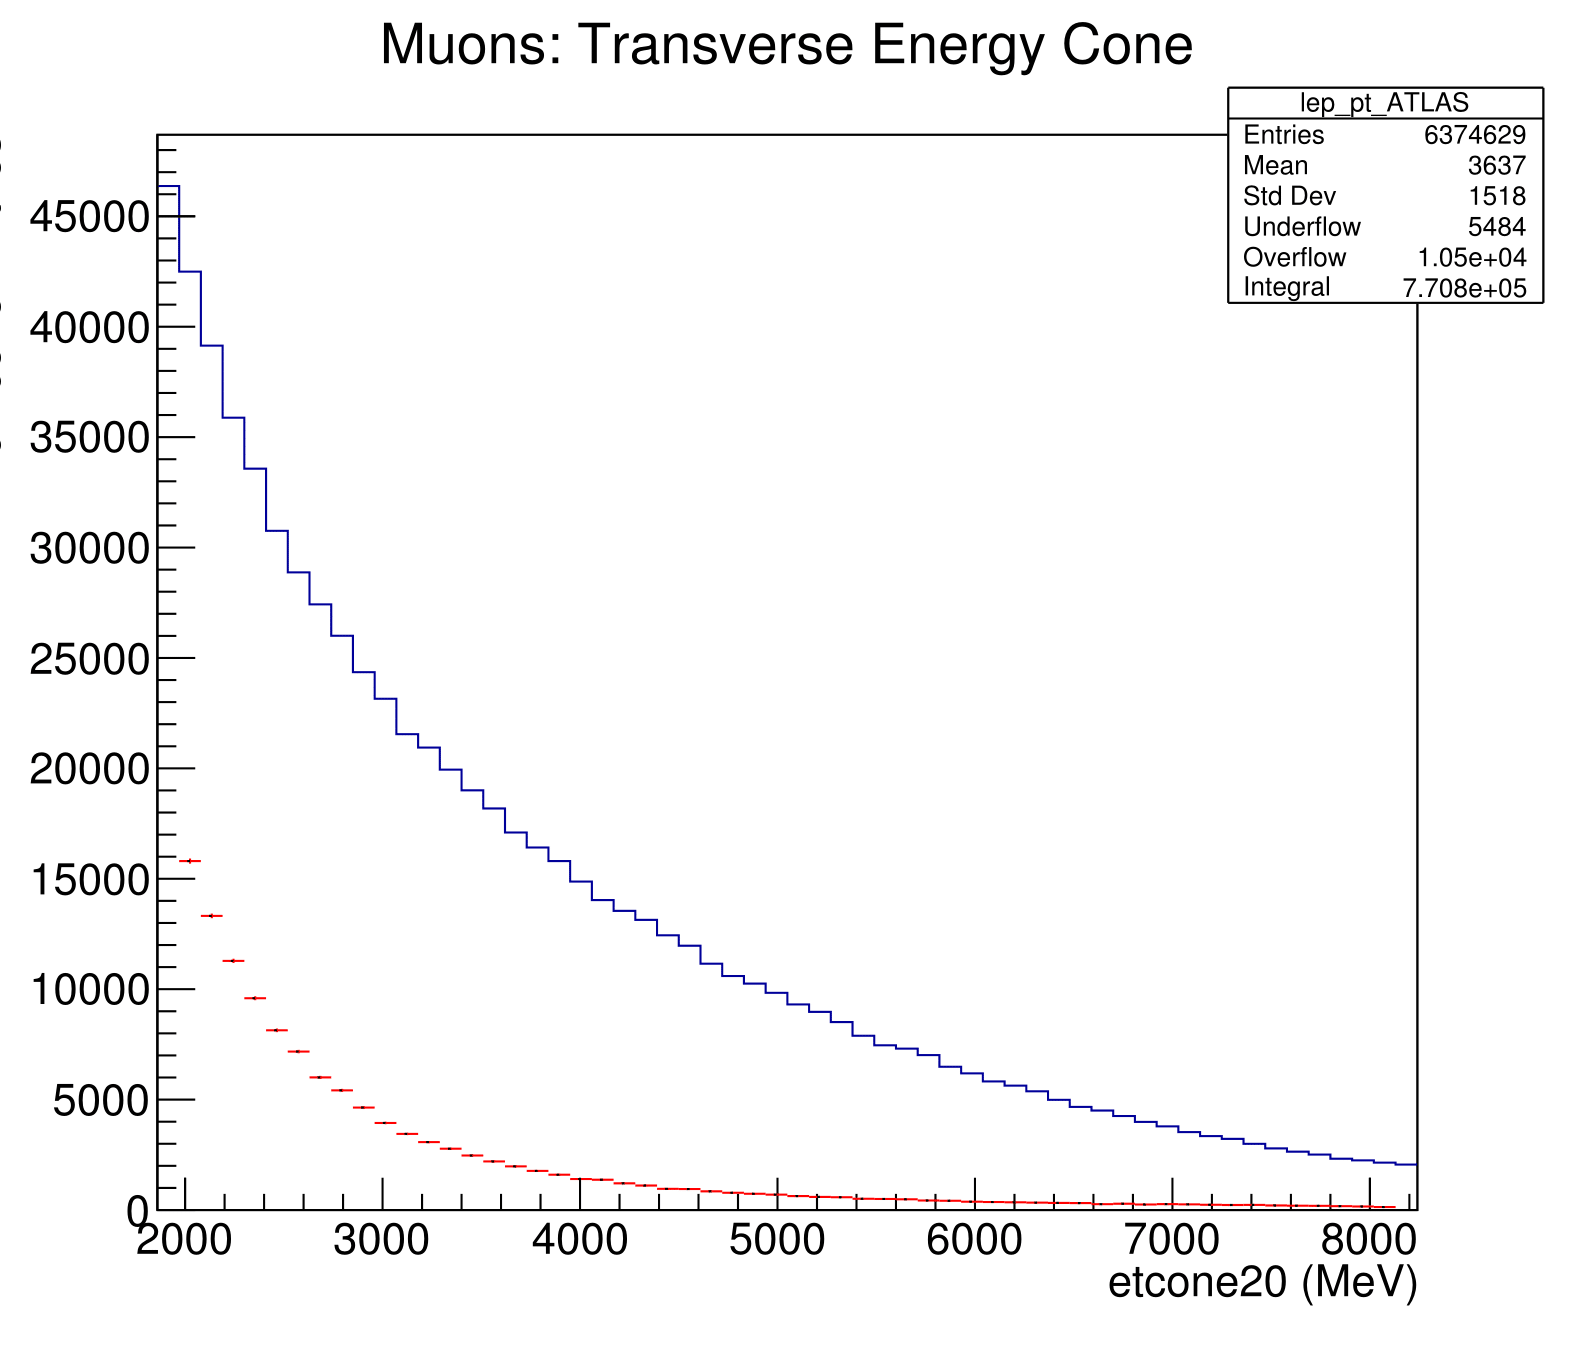 Muons: Transverse Energy Cone
lep_pt_ATLAS
Entries 6374629
Mean 3637
Std Dev 1518
Underflow 5484
Overflow 1.05e+04
Integral 7.708e+05
45000
40000
35000
30000
25000
20000
15000
10000
5000
0
2000 3000 4000 5000 6000 7000 8000
etcone20 (MeV)